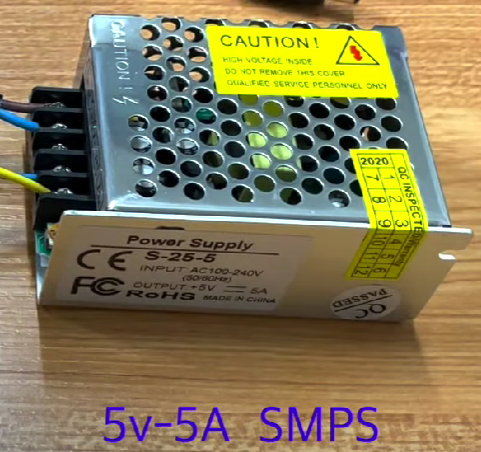 CAUTION !
CAUTION !
HIGH VOLTAGE INSIDE
DO NOT REMOVE THIS COVER
QUALIFIED SERVICE PERSONNEL ONLY
2020
QC INSPECTED
1 2 3 4 5 6
7 8 9 10 11 12
Power Supply
CE
S-25-5
INPUT AC100-240V
(50/60Hz)
OUTPUT +5V ⎓ 5A
FC
RoHS
MADE IN CHINA
QC
PASSED
5v-5A SMPS